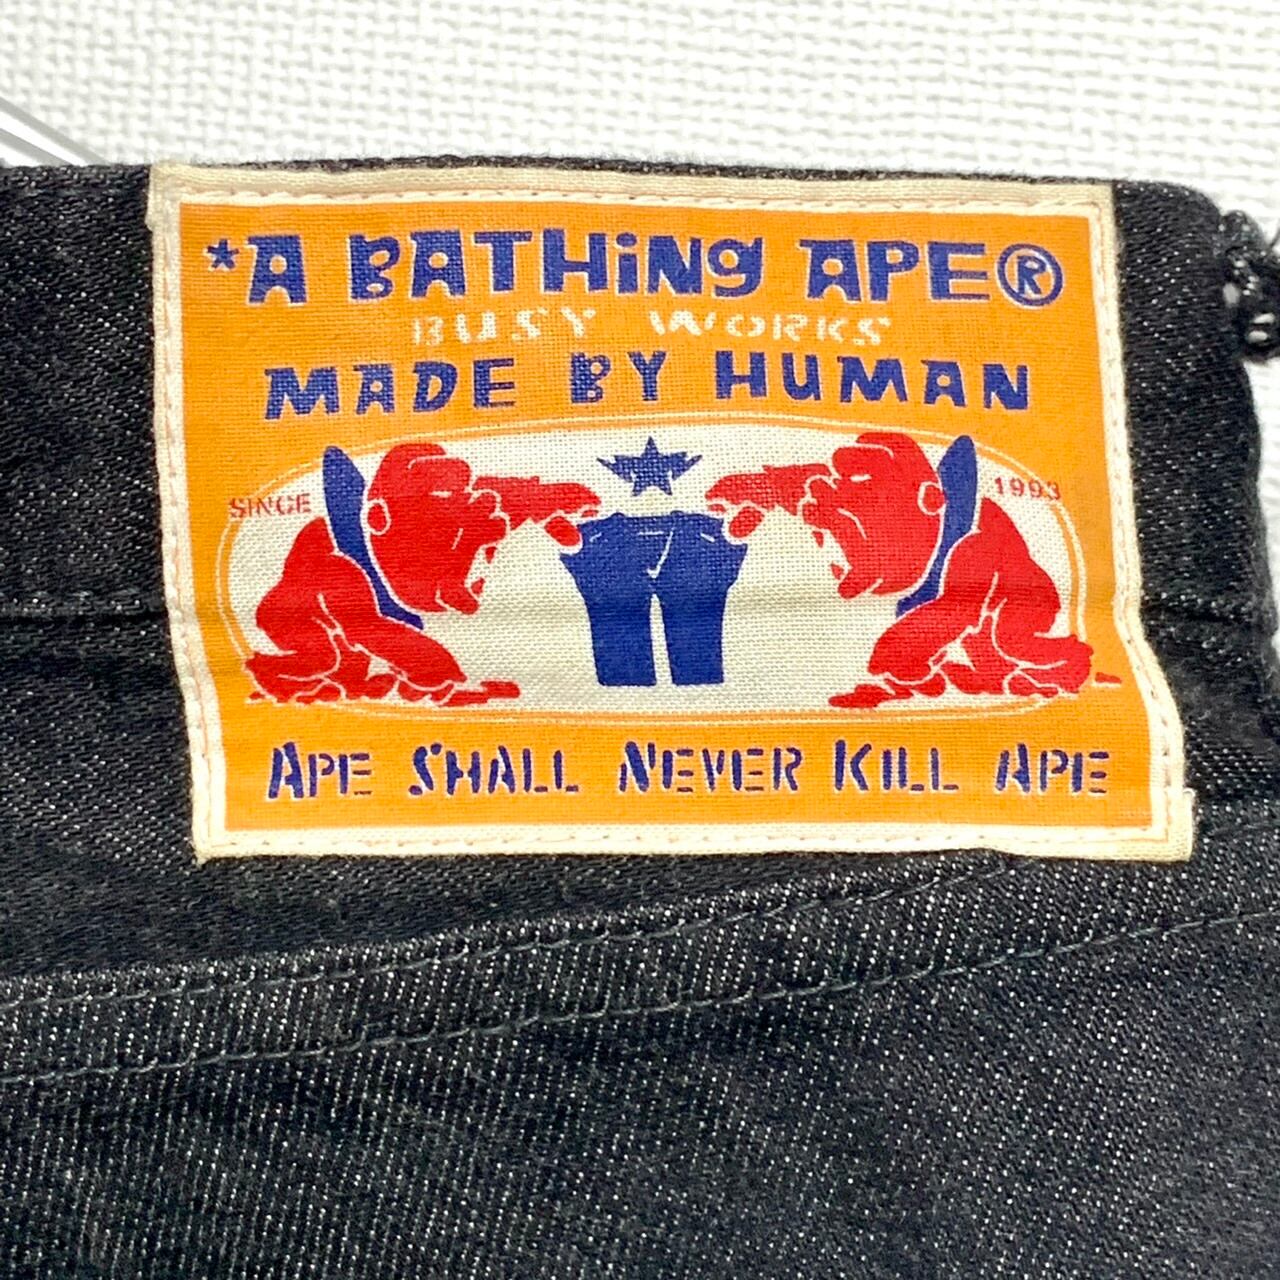 *A BATHiNG APE®
BUSY WORKS
MADE BY HUMAN
SINCE 1993
APE SHALL NEVER KILL APE